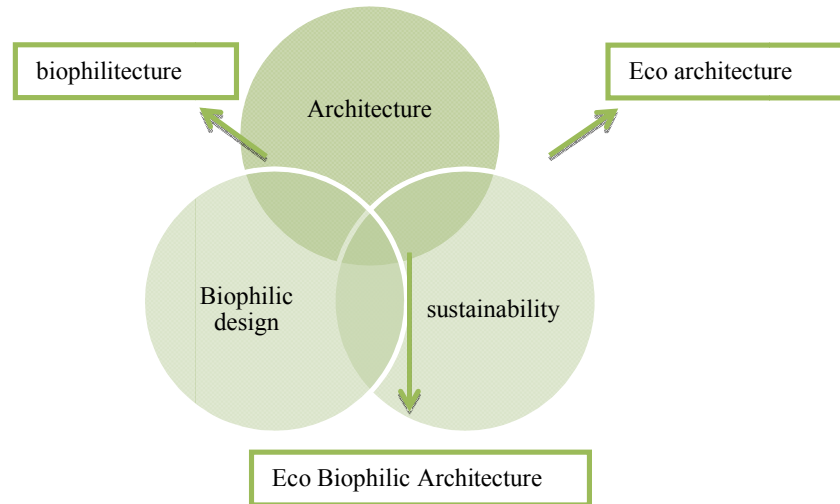 biophilitecture
Eco architecture
Architecture
Biophilic
design
sustainability
Eco Biophilic Architecture